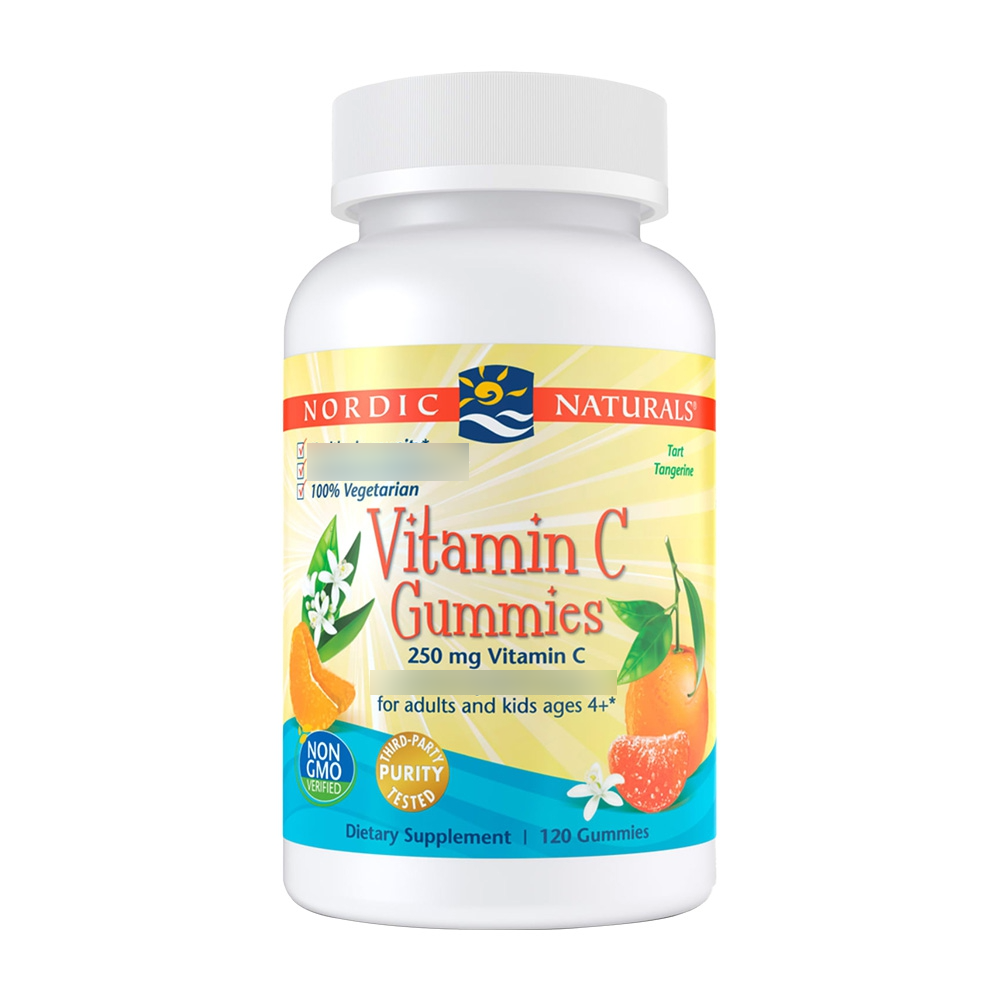 NORDIC NATURALS®
Tart
Tangerine
100% Vegetarian
Vitamin C
Gummies
250 mg Vitamin C
for adults and kids ages 4+*
NON
GMO
VERIFIED
THIRD-PARTY
PURITY
TESTED
Dietary Supplement | 120 Gummies